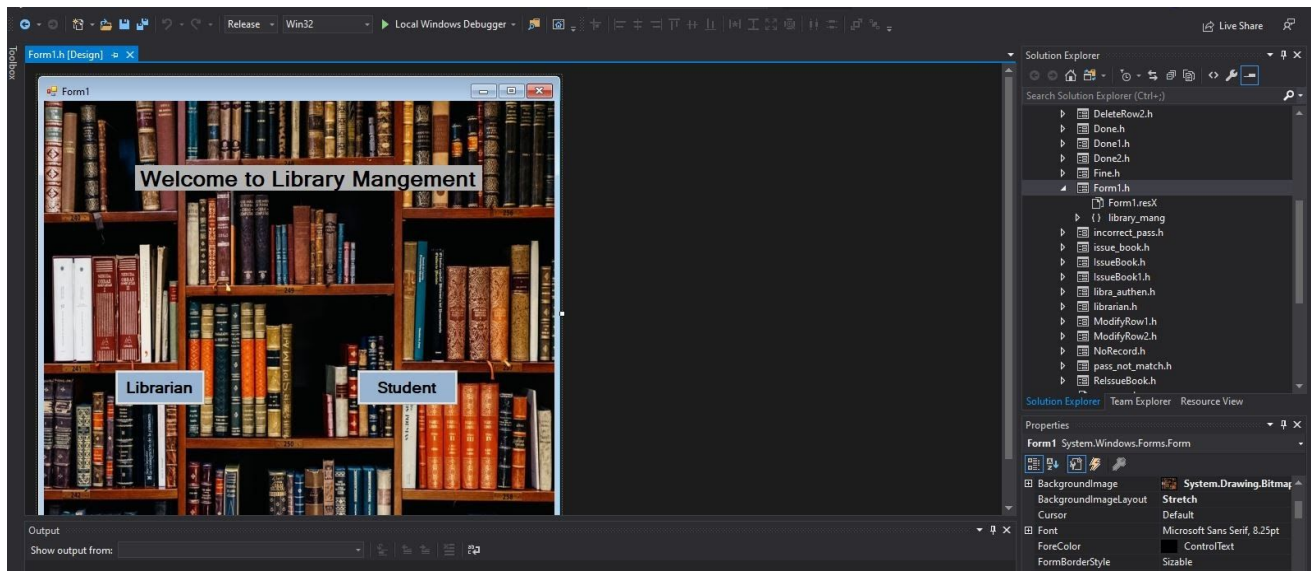 Release
Win32
Local Windows Debugger
Live Share
Toolbox
Form1.h [Design]
Form1
Welcome to Library Mangement
Librarian
Student
Output
Show output from:
Solution Explorer
Search Solution Explorer (Ctrl+;)
DeleteRow2.h
Done.h
Done1.h
Done2.h
Fine.h
Form1.h
Form1.resX
{ } library_mang
incorrect_pass.h
issue_book.h
IssueBook.h
IssueBook1.h
libra_authen.h
librarian.h
ModifyRow1.h
ModifyRow2.h
NoRecord.h
pass_not_match.h
ReIssueBook.h
Solution Explorer Team Explorer Resource View
Properties
Form1 System.Windows.Forms.Form
BackgroundImage System.Drawing.Bitmap
BackgroundImageLayout Stretch
Cursor Default
Font Microsoft Sans Serif, 8.25pt
ForeColor ControlText
FormBorderStyle Sizable